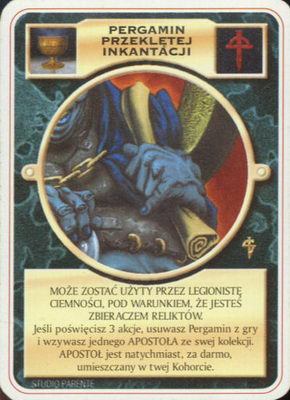 PERGAMIN
PRZEKLĘTEJ
INKANTACJI
MOŻE ZOSTAĆ UŻYTY PRZEZ LEGIONISTĘ
CIEMNOŚCI, POD WARUNKIEM, ŻE JESTEŚ
ZBIERACZEM RELIKTÓW.
Jeśli poświęcisz 3 akcje, usuwasz Pergamin z gry
i wzywasz jednego APOSTOŁA ze swej kolekcji.
APOSTOŁ jest natychmiast, za darmo,
umieszczany w twej Kohorcie.
STUDIO PARENTE